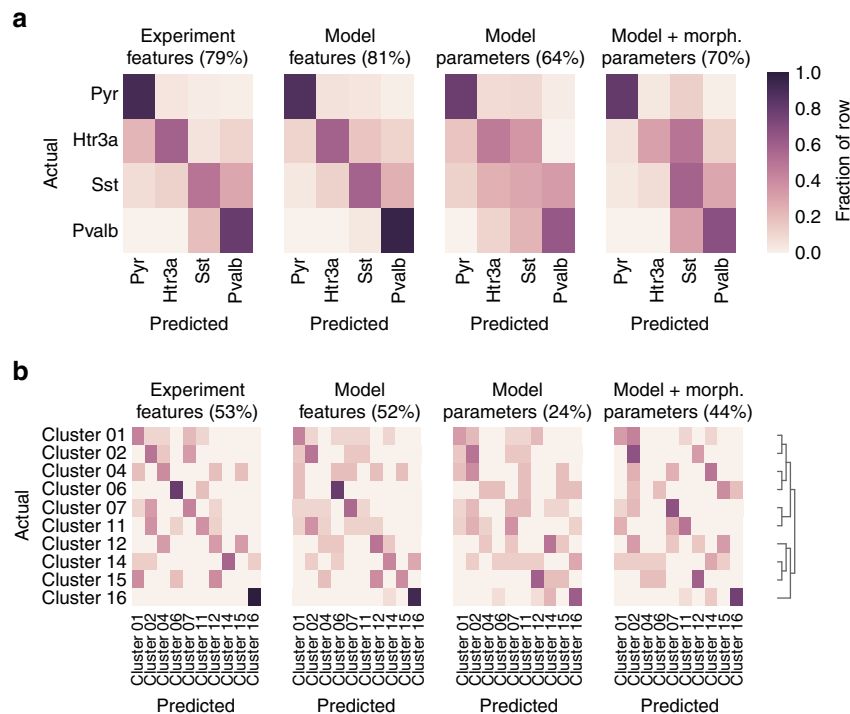 a
Experiment
features (79%)
Model
features (81%)
Model
parameters (64%)
Model + morph.
parameters (70%)
Actual
Pyr
Htr3a
Sst
Pvalb
Pyr
Htr3a
Sst
Pvalb
Predicted
Pyr
Htr3a
Sst
Pvalb
Predicted
Pyr
Htr3a
Sst
Pvalb
Predicted
Pyr
Htr3a
Sst
Pvalb
Predicted
1.0
0.8
0.6
0.4
0.2
0.0
Fraction of row
b
Experiment
features (53%)
Model
features (52%)
Model
parameters (24%)
Model + morph.
parameters (44%)
Actual
Cluster 01
Cluster 02
Cluster 04
Cluster 06
Cluster 07
Cluster 11
Cluster 12
Cluster 14
Cluster 15
Cluster 16
Cluster 01
Cluster 02
Cluster 04
Cluster 06
Cluster 07
Cluster 11
Cluster 12
Cluster 14
Cluster 15
Cluster 16
Predicted
Cluster 01
Cluster 02
Cluster 04
Cluster 06
Cluster 07
Cluster 11
Cluster 12
Cluster 14
Cluster 15
Cluster 16
Predicted
Cluster 01
Cluster 02
Cluster 04
Cluster 06
Cluster 07
Cluster 11
Cluster 12
Cluster 14
Cluster 15
Cluster 16
Predicted
Cluster 01
Cluster 02
Cluster 04
Cluster 06
Cluster 07
Cluster 11
Cluster 12
Cluster 14
Cluster 15
Cluster 16
Predicted